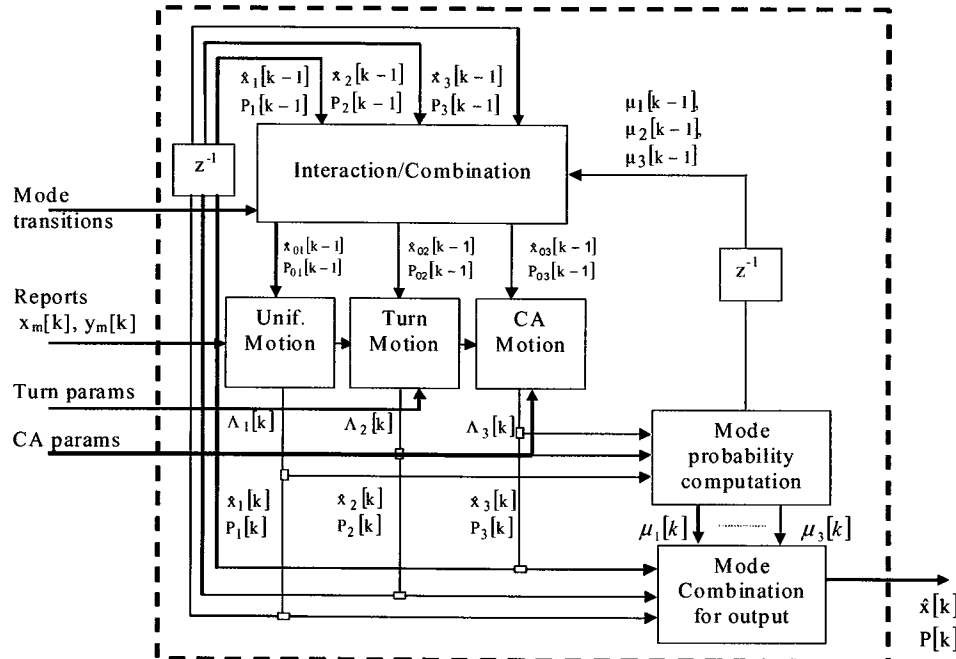 x̂₁[k-1]
P₁[k-1]
x̂₂[k-1]
P₂[k-1]
x̂₃[k-1]
P₃[k-1]
μ₁[k-1],
μ₂[k-1],
μ₃[k-1]
z⁻¹
Interaction/Combination
Mode
transitions
x̂₀₁[k-1]
P₀₁[k-1]
x̂₀₂[k-1]
P₀₂[k-1]
x̂₀₃[k-1]
P₀₃[k-1]
z⁻¹
Reports
xₘ[k], yₘ[k]
Unif.
Motion
Turn
Motion
CA
Motion
Turn params
Λ₁[k]
Λ₂[k]
Λ₃[k]
CA params
Mode
probability
computation
x̂₁[k]
P₁[k]
x̂₂[k]
P₂[k]
x̂₃[k]
P₃[k]
μ₁[k]
μ₃[k]
Mode
Combination
for output
x̂[k]
P[k]